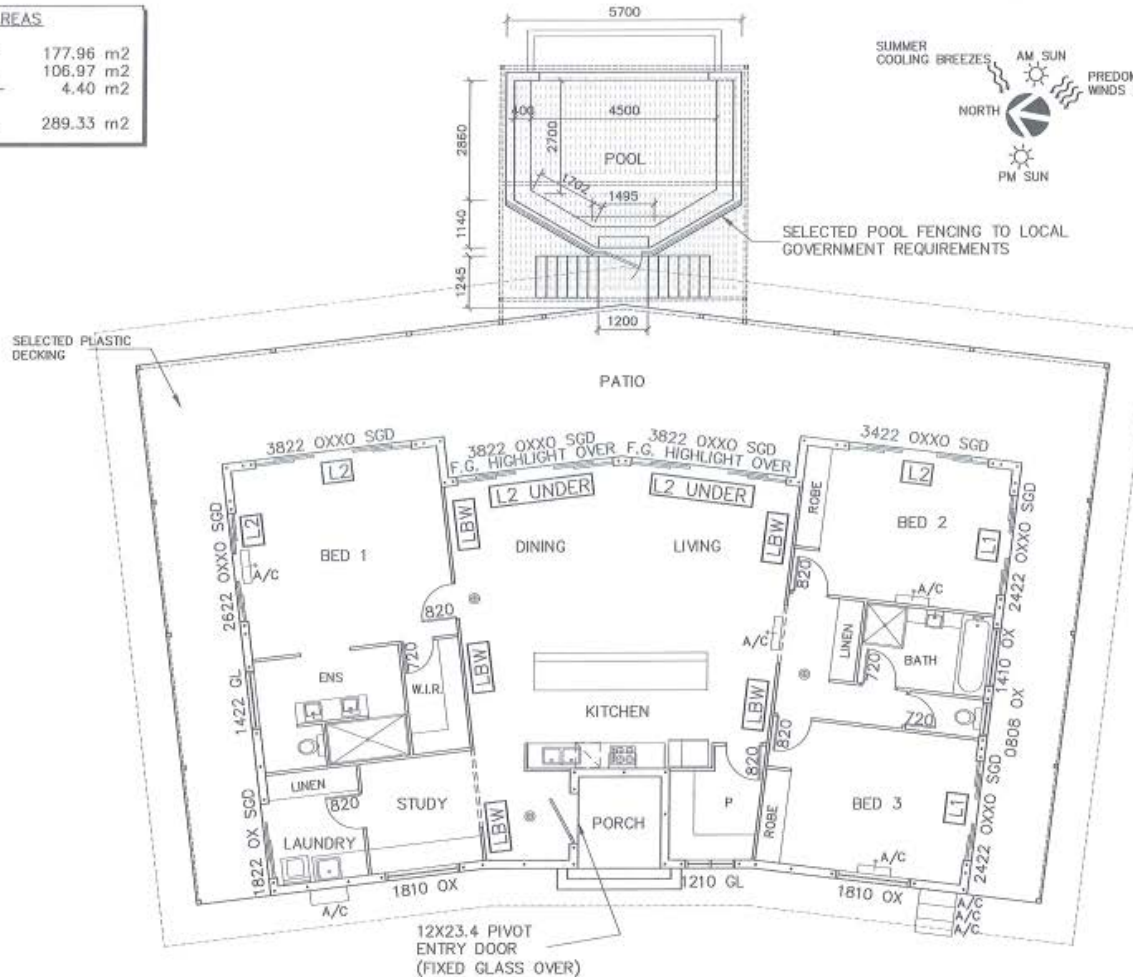 REAS
177.96 m2
106.97 m2
4.40 m2
289.33 m2
5700
SUMMER
COOLING BREEZES
AM SUN
PREDOM
WINDS
NORTH
PM SUN
400
4500
2860
2700
POOL
1702
1495
1140
1245
SELECTED POOL FENCING TO LOCAL
GOVERNMENT REQUIREMENTS
1200
SELECTED PLASTIC
DECKING
PATIO
3822 OXXO SGD
3822 OXXO SGD
F.G. HIGHLIGHT OVER
3822 OXXO SGD
F.G. HIGHLIGHT OVER
3422 OXXO SGD
L2
L2 UNDER
L2 UNDER
L2
L2
LBW
LBW
ROBE
BED 2
BED 1
DINING
LIVING
L1
2622 OXXO SGD
2422 OXXO SGD
A/C
820
820
A/C
A/C
LINEN
720
BATH
1410 OX
720
ENS
W.I.R.
LBW
LBW
KITCHEN
1422 GL
720
0808 OX
820
820
LINEN
820
STUDY
LBW
PORCH
P
ROBE
BED 3
L1
LAUNDRY
1822 OX SGD
2422 OXXO SGD
A/C
A/C
1810 OX
1210 GL
1810 OX
A/C
A/C
A/C
12X23.4 PIVOT
ENTRY DOOR
(FIXED GLASS OVER)